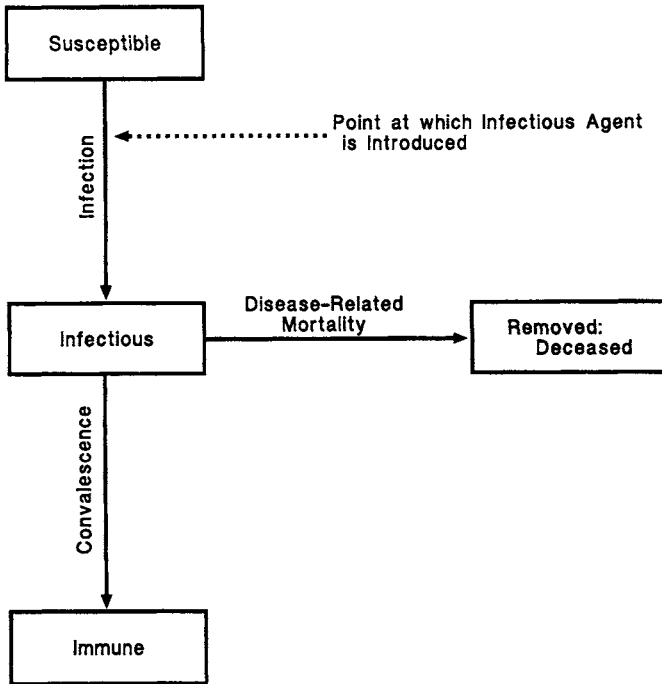 Susceptible
Point at which Infectious Agent
is Introduced
Infection
Disease-Related
Mortality
Infectious
Removed:
Deceased
Convalescence
Immune